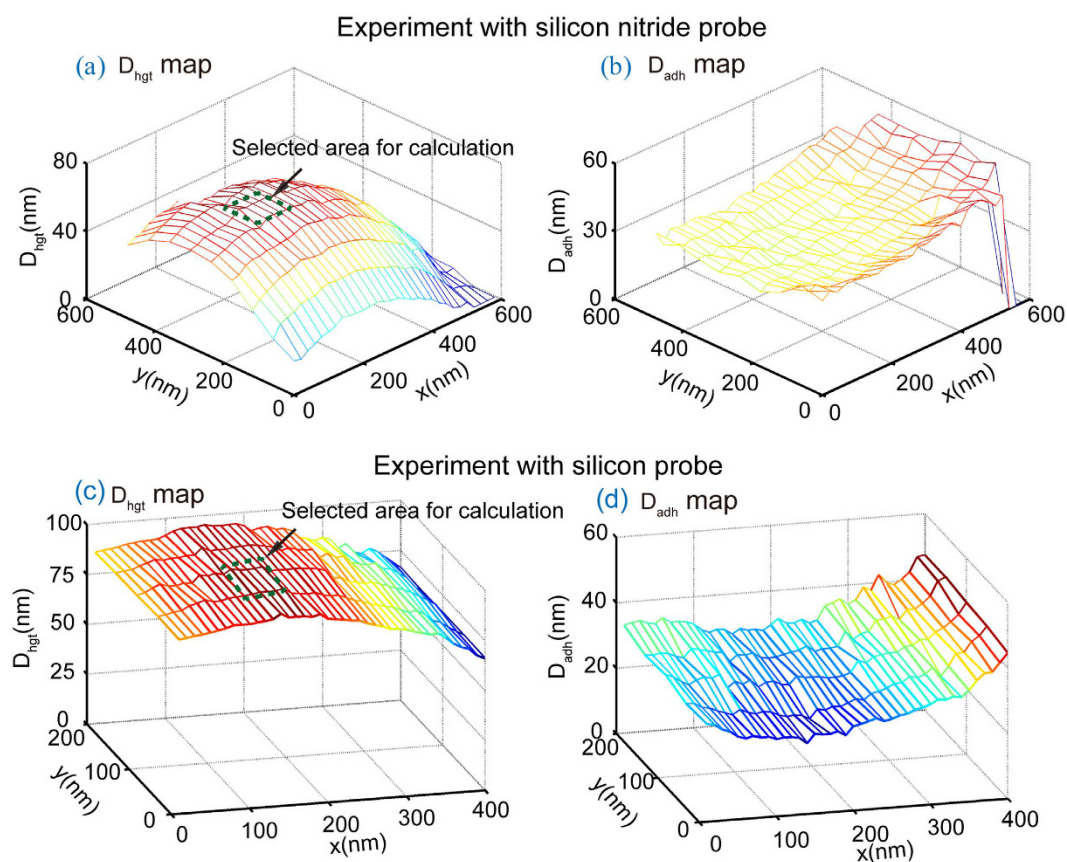 Experiment with silicon nitride probe
(a) D_hgt map
Selected area for calculation
D_hgt(nm)
80
40
0
600
400
200
0
y(nm)
0
200
400
600
x(nm)
(b) D_adh map
D_adh(nm)
60
30
0
600
400
200
0
y(nm)
0
200
400
600
x(nm)
Experiment with silicon probe
(c) D_hgt map
Selected area for calculation
D_hgt(nm)
100
75
50
25
0
200
100
0
y(nm)
0
100
200
300
400
x(nm)
(d) D_adh map
D_adh(nm)
60
40
20
0
200
100
0
y(nm)
0
100
200
300
400
x(nm)